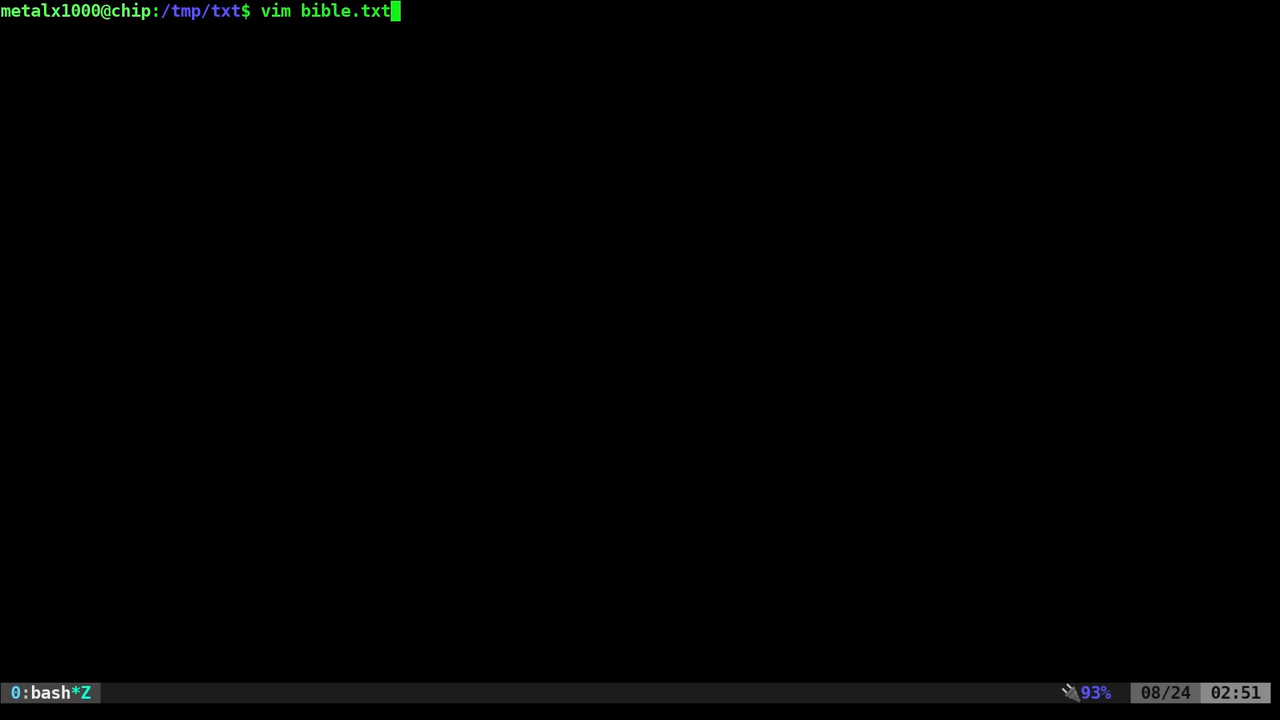 metalx1000@chip:/tmp/txt$ vim bible.txt
0:bash*Z 🔌93% 08/24 02:51